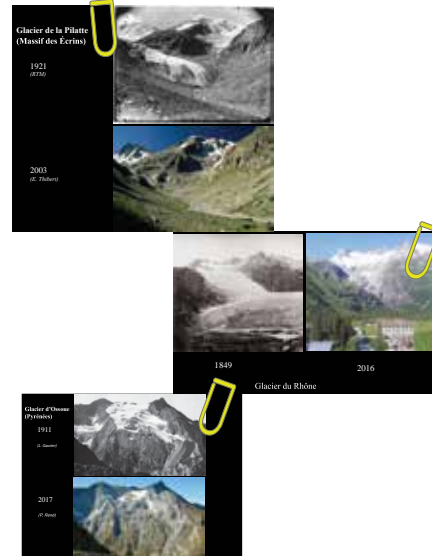 Glacier de la Pilatte
(Massif des Écrins)
1921
(RTM)
2003
(E. Thibert)
1849
2016
Glacier du Rhône
Glacier d'Ossoue
(Pyrénées)
1911
(L. Gaurier)
2017
(P. René)